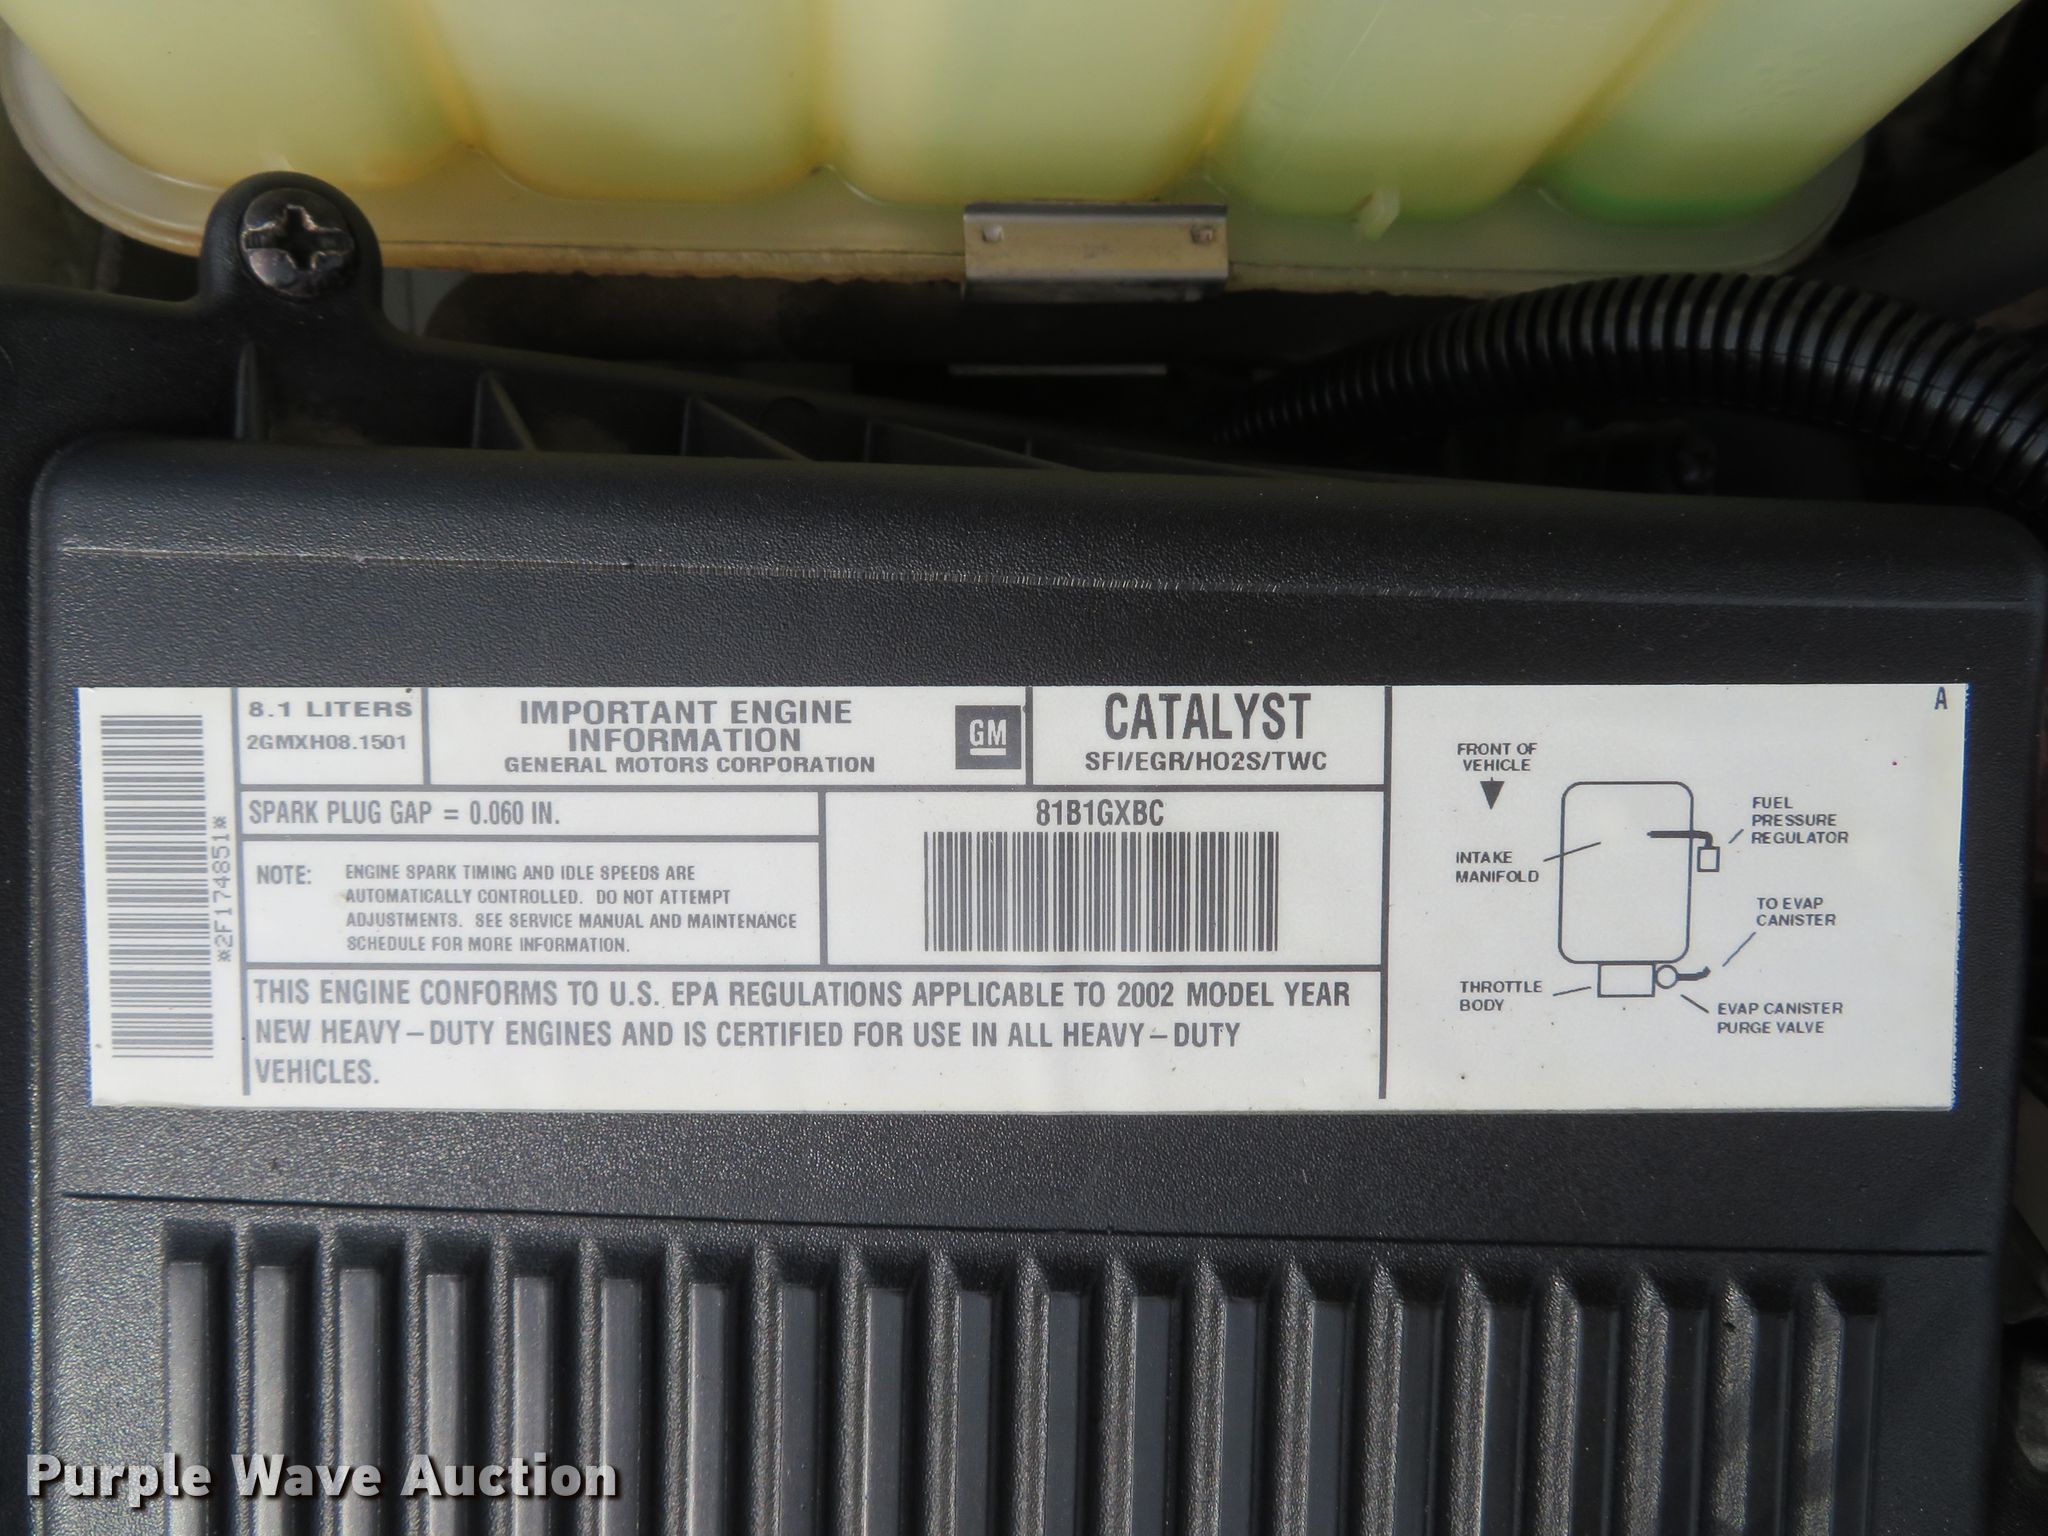 8.1 LITERS
2GMXH08.1501
IMPORTANT ENGINE
INFORMATION
GENERAL MOTORS CORPORATION
GM
CATALYST
SFI/EGR/HO2S/TWC
A
*2F174851*
SPARK PLUG GAP = 0.060 IN.
NOTE: ENGINE SPARK TIMING AND IDLE SPEEDS ARE
AUTOMATICALLY CONTROLLED. DO NOT ATTEMPT
ADJUSTMENTS. SEE SERVICE MANUAL AND MAINTENANCE
SCHEDULE FOR MORE INFORMATION.
81B1GXBC
THIS ENGINE CONFORMS TO U.S. EPA REGULATIONS APPLICABLE TO 2002 MODEL YEAR
NEW HEAVY-DUTY ENGINES AND IS CERTIFIED FOR USE IN ALL HEAVY-DUTY
VEHICLES.
FRONT OF
VEHICLE
FUEL
PRESSURE
REGULATOR
INTAKE
MANIFOLD
TO EVAP
CANISTER
THROTTLE
BODY
EVAP CANISTER
PURGE VALVE
Purple Wave Auction